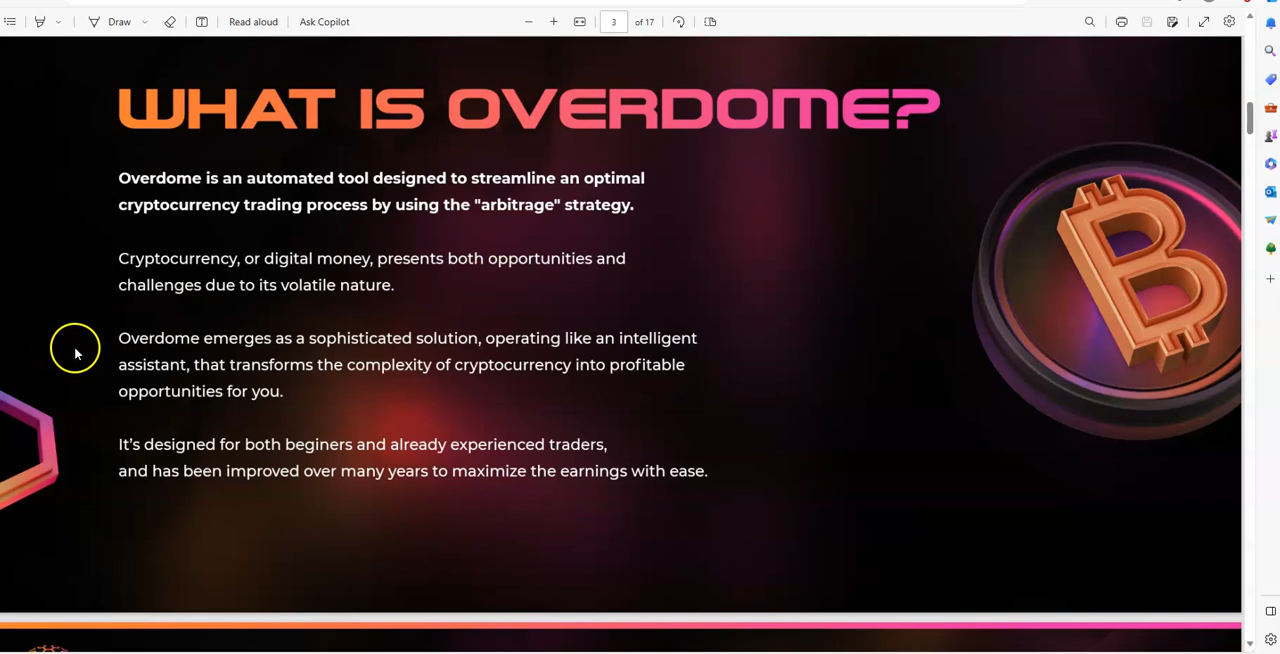 Draw
Read aloud
Ask Copilot
3 of 17
WHAT IS OVERDOME?
Overdome is an automated tool designed to streamline an optimal
cryptocurrency trading process by using the "arbitrage" strategy.
Cryptocurrency, or digital money, presents both opportunities and
challenges due to its volatile nature.
Overdome emerges as a sophisticated solution, operating like an intelligent
assistant, that transforms the complexity of cryptocurrency into profitable
opportunities for you.
It's designed for both beginers and already experienced traders,
and has been improved over many years to maximize the earnings with ease.